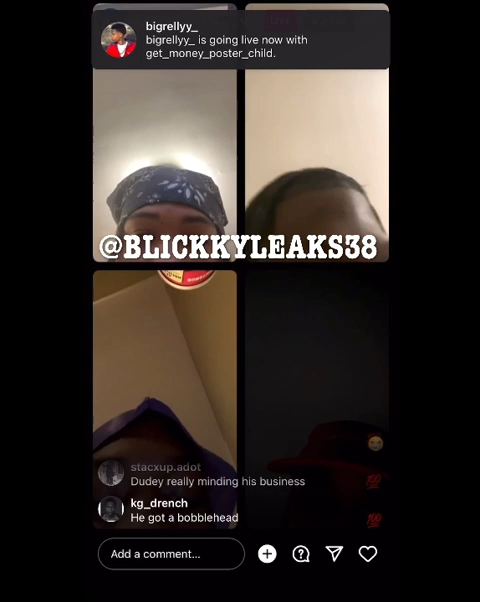 bigrellyy_
bigrellyy_ is going live now with
get_money_poster_child.
@BLICKKYLEAKS38
stacxup.adot
Dudey really minding his business
kg_drench
He got a bobblehead
Add a comment...